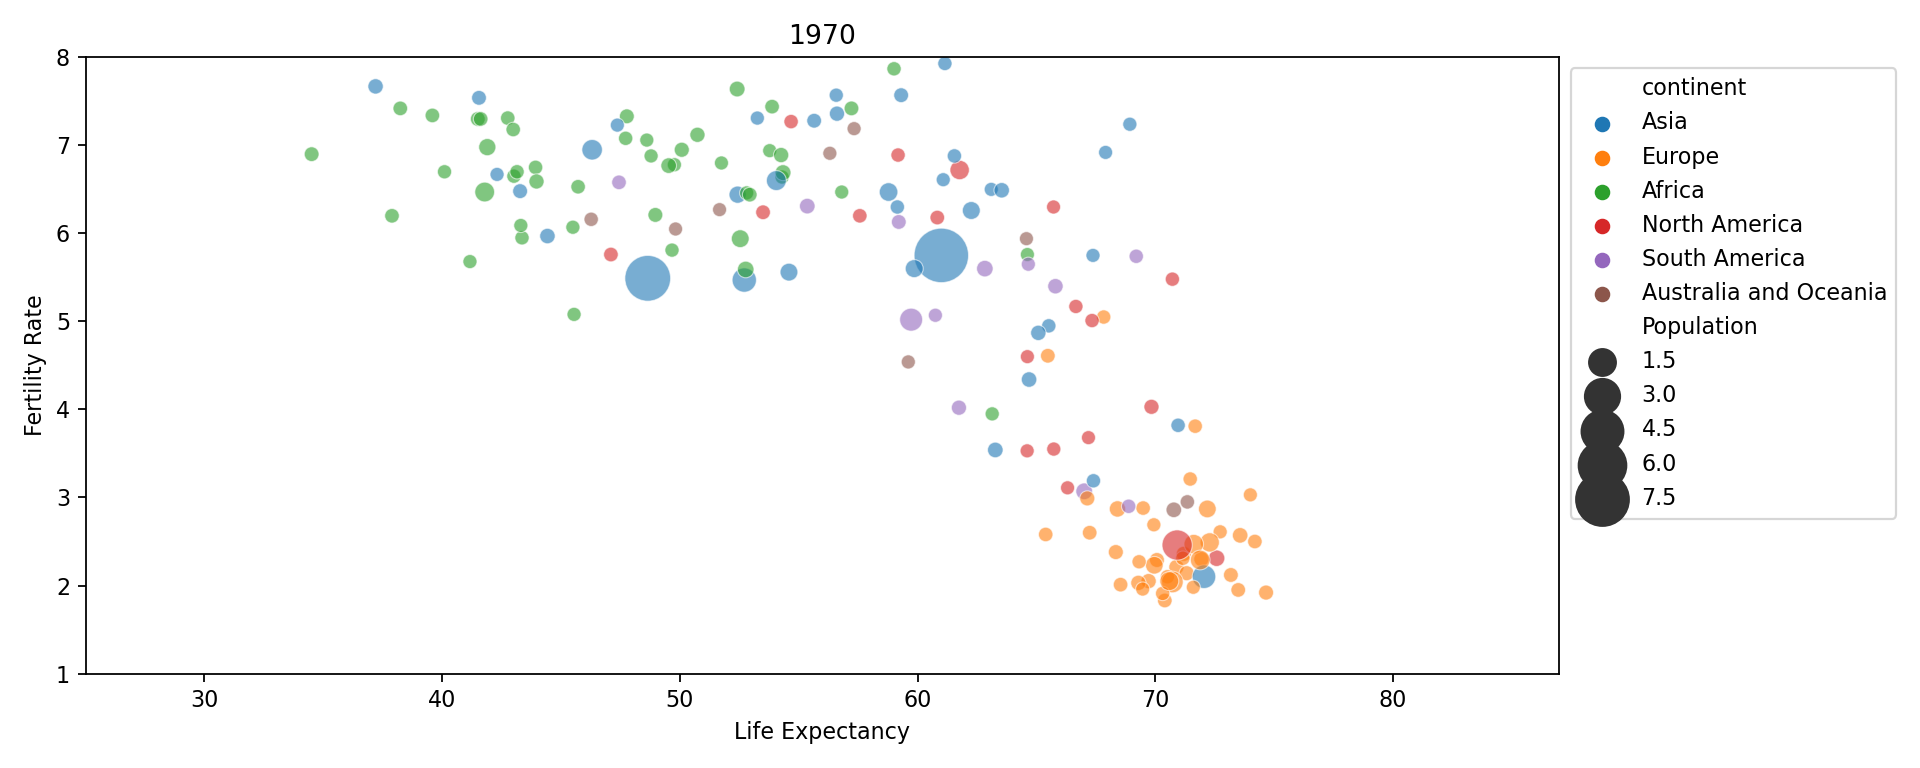 1970
8
7
6
5
4
3
2
1
Fertility Rate
30 40 50 60 70 80
Life Expectancy
continent
Asia
Europe
Africa
North America
South America
Australia and Oceania
Population
1.5
3.0
4.5
6.0
7.5